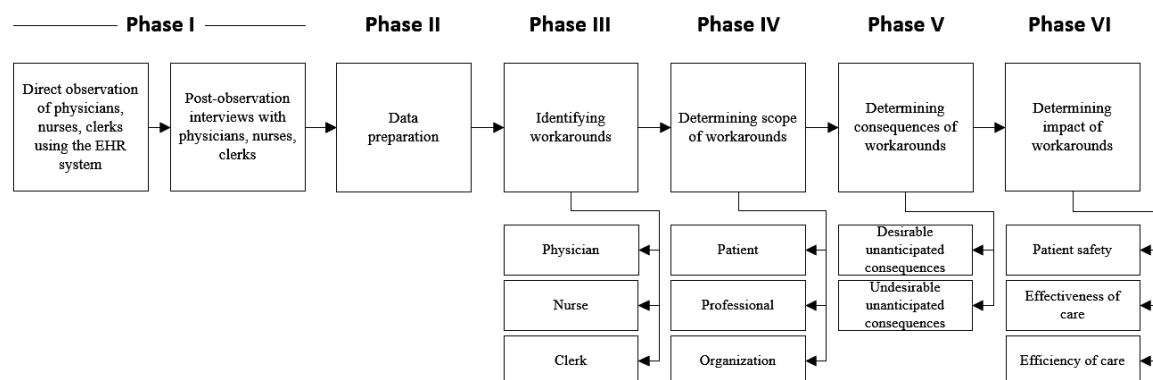 Phase I
Phase II
Phase III
Phase IV
Phase V
Phase VI
Direct observation
of physicians,
nurses, clerks
using the EHR
system
Post-observation
interviews with
physicians, nurses,
clerks
Data
preparation
Identifying
workarounds
Determining scope
of workarounds
Determining
consequences of
workarounds
Determining
impact of
workarounds
Physician
Nurse
Clerk
Patient
Professional
Organization
Desirable
unanticipated
consequences
Undesirable
unanticipated
consequences
Patient safety
Effectiveness of
care
Efficiency of care